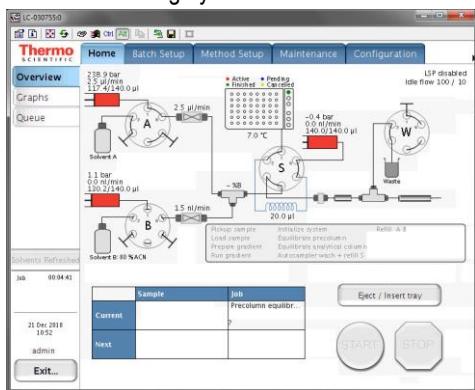 LC-030755:0
Ctrl
Thermo
SCIENTIFIC
Home
Batch Setup
Method Setup
Maintenance
Configuration
Overview
Graphs
Queue
238.9 bar
2.5 µl/min
117.4/140.0 µl
A
2.5 µl/min
Solvent A
Active
Pending
Finished
Cancelled
7.0 °C
-0.4 bar
0.0 nl/min
140.0/140.0 µl
S
LSP disabled
Idle flow 100 / 10
W
Waste
1.1 bar
0.0 nl/min
130.2/140.0 µl
B
1.5 nl/min
- %B
20.0 µl
Solvent B: 80 %ACN
Pickup sample
Load sample
Prepare gradient
Run gradient
Initialize system
Equilibrate precolumn
Equilibrate analytical column
Autosampler wash + refill S
Refill A B
Solvents Refreshed
Job 00:04:41
21 Dec 2018
10:52
admin
Exit...
Sample
Job
Current
Precolumn equilibr...
?
Next
Eject / Insert tray
START
STOP